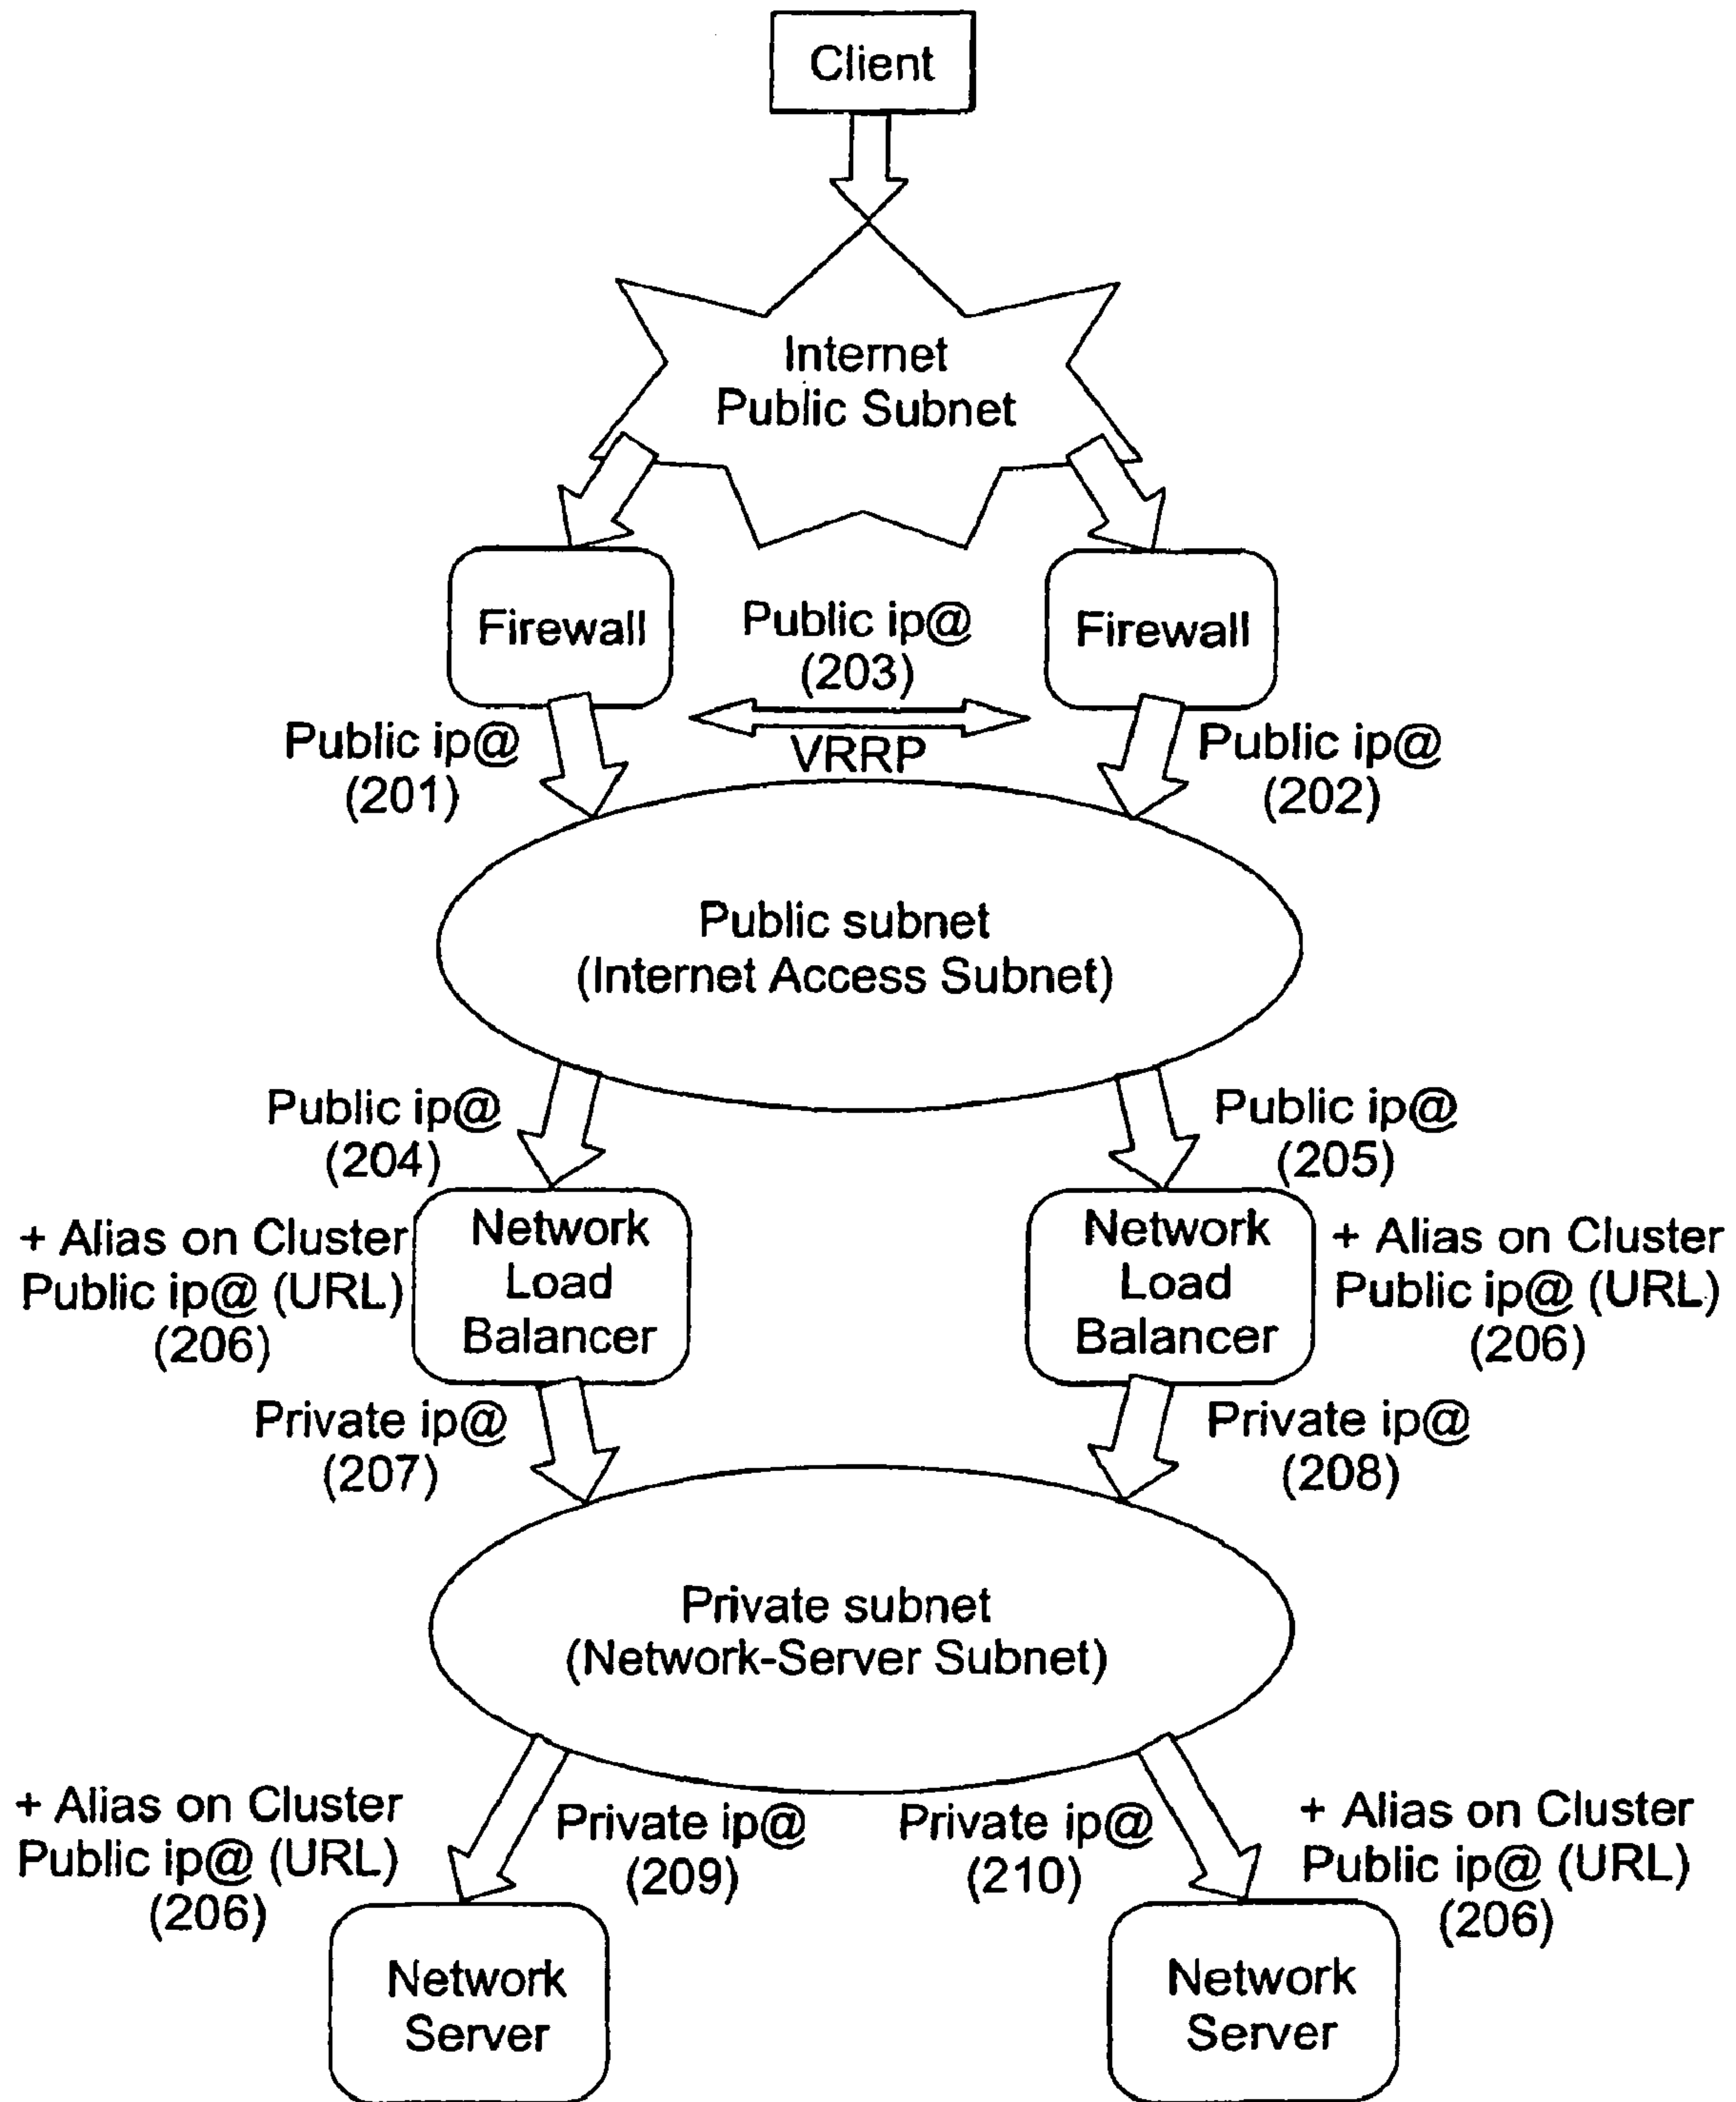 Client
Internet
Public Subnet
Firewall
Public ip@
(203)
Firewall
VRRP
Public ip@
(201)
Public ip@
(202)
Public subnet
(Internet Access Subnet)
Public ip@
(204)
Public ip@
(205)
+ Alias on Cluster
Public ip@ (URL)
(206)
Network
Load
Balancer
Network
Load
Balancer
+ Alias on Cluster
Public ip@ (URL)
(206)
Private ip@
(207)
Private ip@
(208)
Private subnet
(Network-Server Subnet)
+ Alias on Cluster
Public ip@ (URL)
(206)
Private ip@
(209)
Private ip@
(210)
+ Alias on Cluster
Public ip@ (URL)
(206)
Network
Server
Network
Server